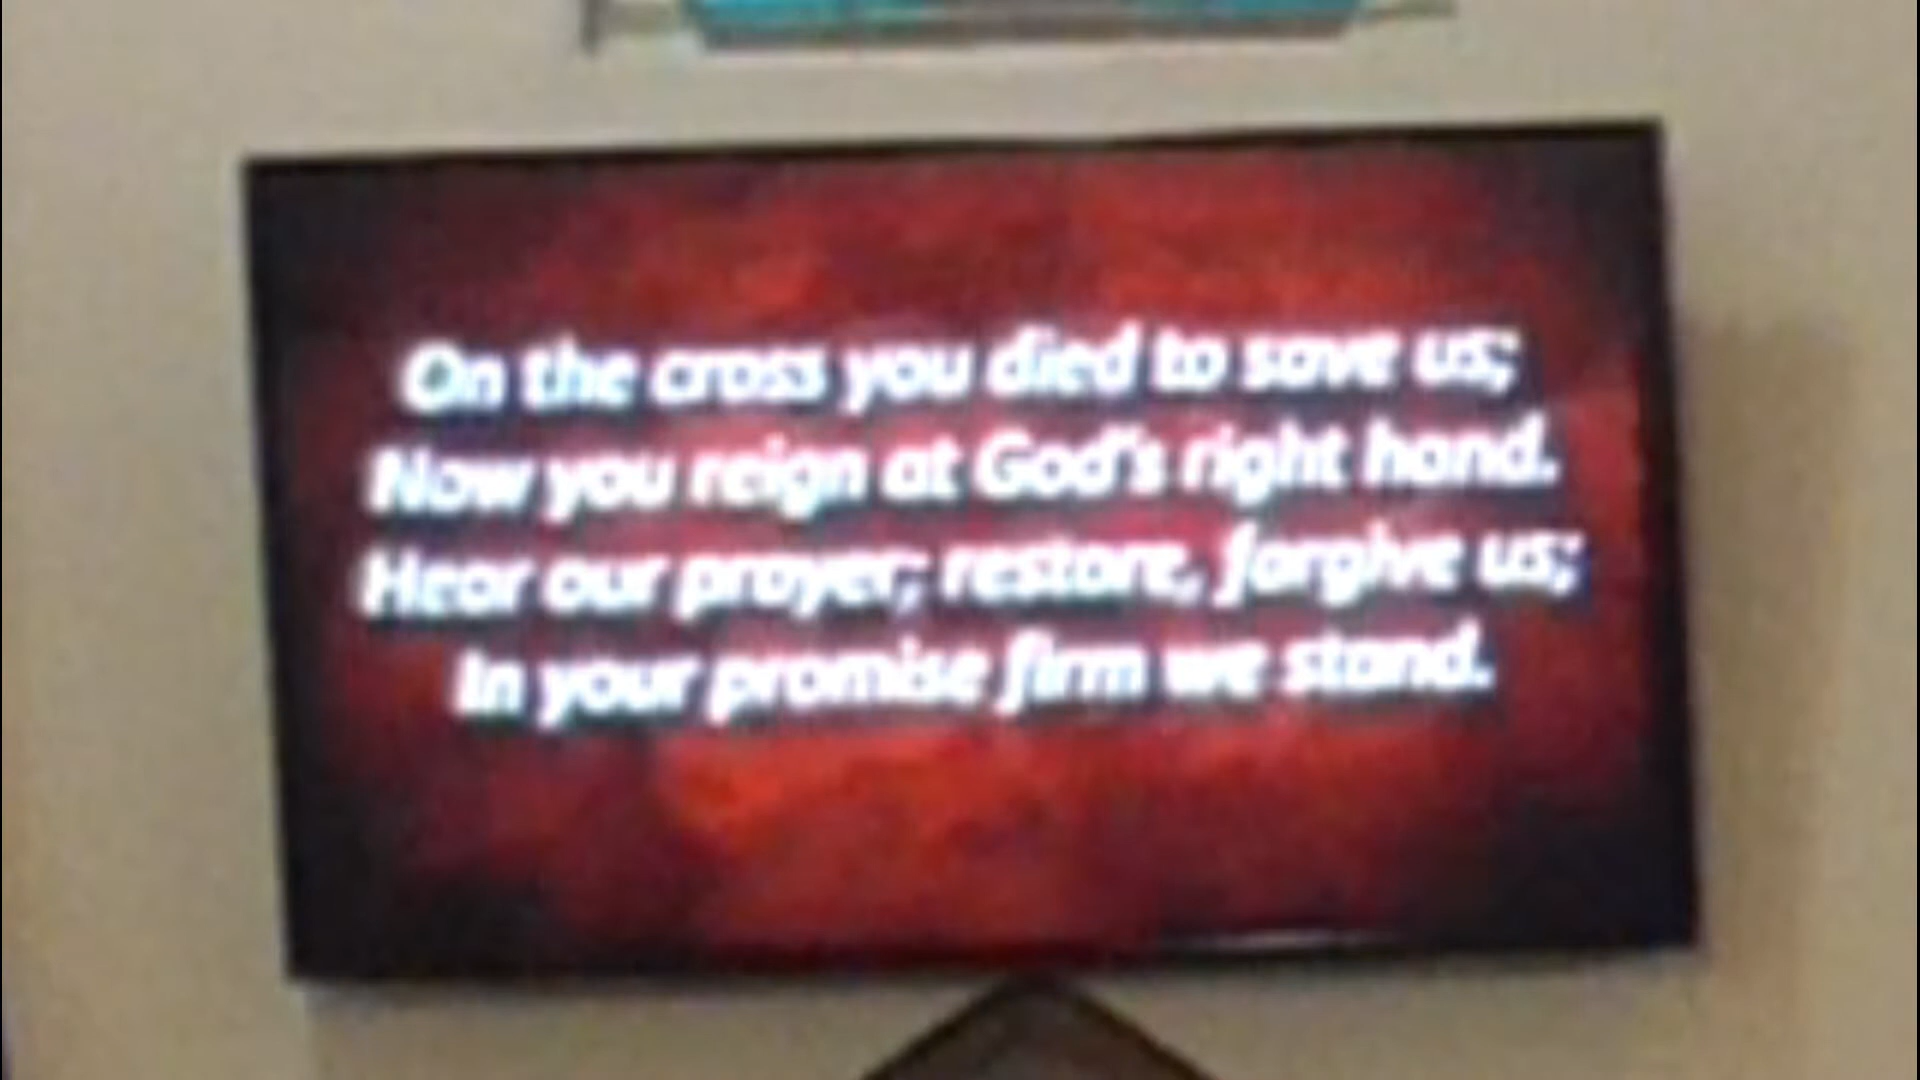 On the cross you died to save us;
Now you reign at God's right hand.
Hear our prayer; restore, forgive us;
In your promise firm we stand.